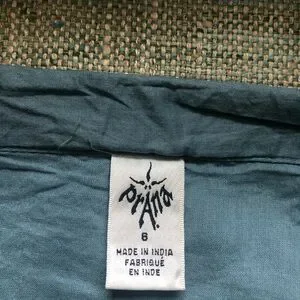 prAna
6
MADE IN INDIA
FABRIQUÉ
EN INDE